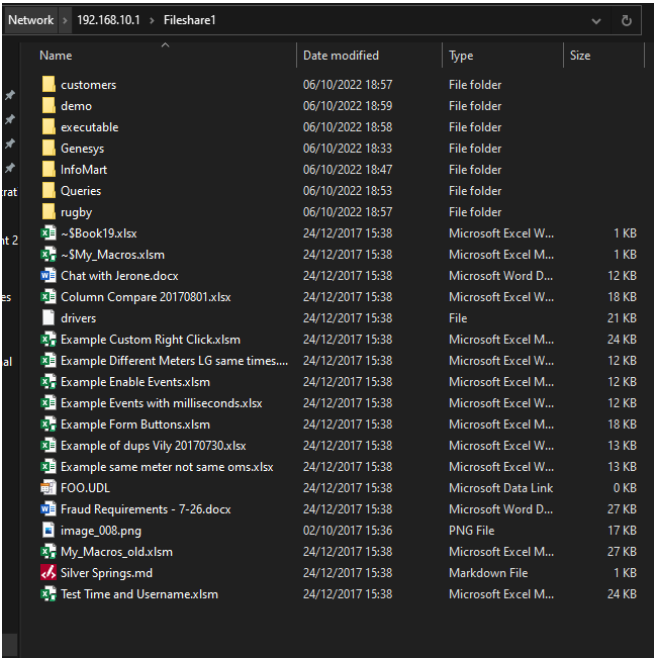 Network > 192.168.10.1 > Fileshare1
Name Date modified Type Size
customers 06/10/2022 18:57 File folder
demo 06/10/2022 18:59 File folder
executable 06/10/2022 18:58 File folder
Genesys 06/10/2022 18:33 File folder
InfoMart 06/10/2022 18:47 File folder
rat Queries 06/10/2022 18:53 File folder
rugby 06/10/2022 18:57 File folder
nt 2 ~$Book19.xlsx 24/12/2017 15:38 Microsoft Excel W... 1 KB
~$My_Macros.xlsm 24/12/2017 15:38 Microsoft Excel M... 1 KB
Chat with Jerone.docx 24/12/2017 15:38 Microsoft Word D... 12 KB
es Column Compare 20170801.xlsx 24/12/2017 15:38 Microsoft Excel W... 18 KB
drivers 24/12/2017 15:38 File 21 KB
Example Custom Right Click.xlsm 24/12/2017 15:38 Microsoft Excel M... 24 KB
al Example Different Meters LG same times.... 24/12/2017 15:38 Microsoft Excel W... 12 KB
Example Enable Events.xlsm 24/12/2017 15:38 Microsoft Excel M... 12 KB
Example Events with milliseconds.xlsx 24/12/2017 15:38 Microsoft Excel W... 12 KB
Example Form Buttons.xlsm 24/12/2017 15:38 Microsoft Excel M... 18 KB
Example of dups Vily 20170730.xlsx 24/12/2017 15:38 Microsoft Excel W... 13 KB
Example same meter not same oms.xlsx 24/12/2017 15:38 Microsoft Excel W... 13 KB
FOO.UDL 24/12/2017 15:38 Microsoft Data Link 0 KB
Fraud Requirements - 7-26.docx 24/12/2017 15:38 Microsoft Word D... 27 KB
image_008.png 02/10/2017 15:36 PNG File 17 KB
My_Macros_old.xlsm 24/12/2017 15:38 Microsoft Excel M... 27 KB
Silver Springs.md 24/12/2017 15:38 Markdown File 1 KB
Test Time and Username.xlsm 24/12/2017 15:38 Microsoft Excel M... 24 KB